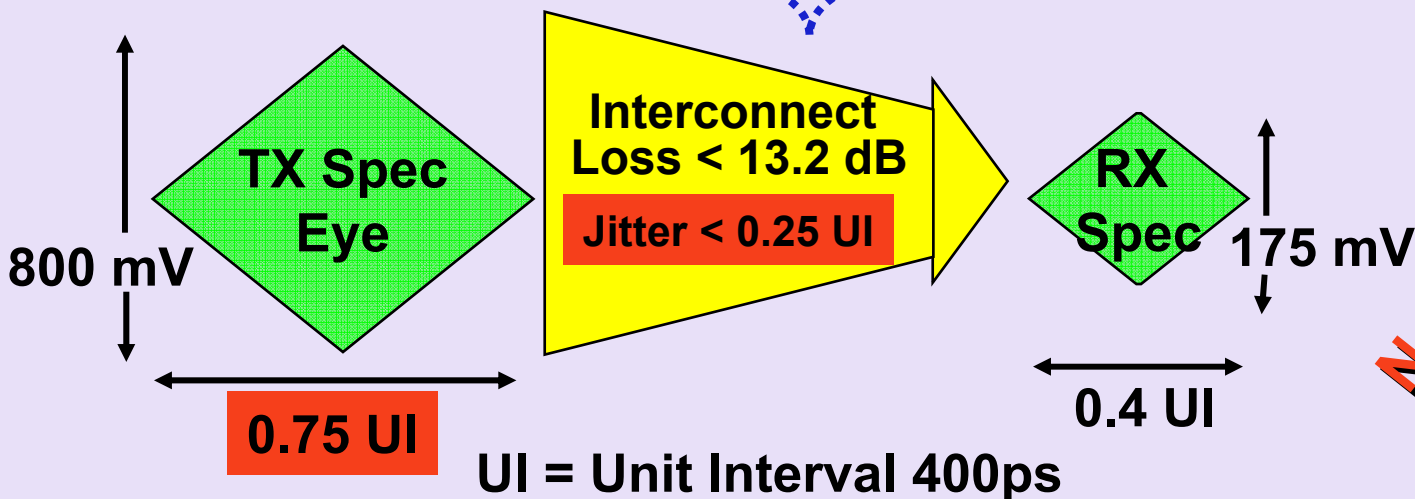 800 mV
TX Spec
Eye
0.75 UI
Interconnect
Loss < 13.2 dB
Jitter < 0.25 UI
RX
Spec
175 mV
0.4 UI
UI = Unit Interval 400ps